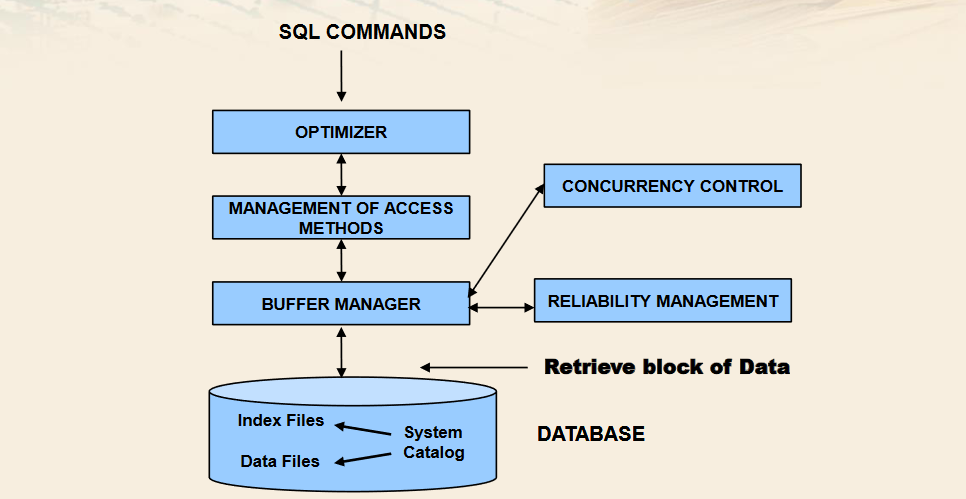 SQL COMMANDS
OPTIMIZER
MANAGEMENT OF ACCESS
METHODS
CONCURRENCY CONTROL
BUFFER MANAGER
RELIABILITY MANAGEMENT
Retrieve block of Data
Index Files
System
Catalog
Data Files
DATABASE